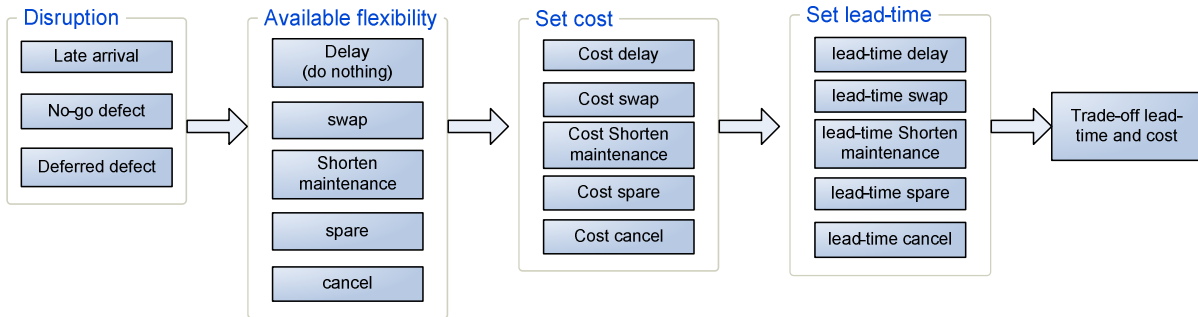 Disruption
Late arrival
No-go defect
Deferred defect
Available flexibility
Delay
(do nothing)
swap
Shorten
maintenance
spare
cancel
Set cost
Cost delay
Cost swap
Cost Shorten
maintenance
Cost spare
Cost cancel
Set lead-time
lead-time delay
lead-time swap
lead-time Shorten
maintenance
lead-time spare
lead-time cancel
Trade-off lead-
time and cost